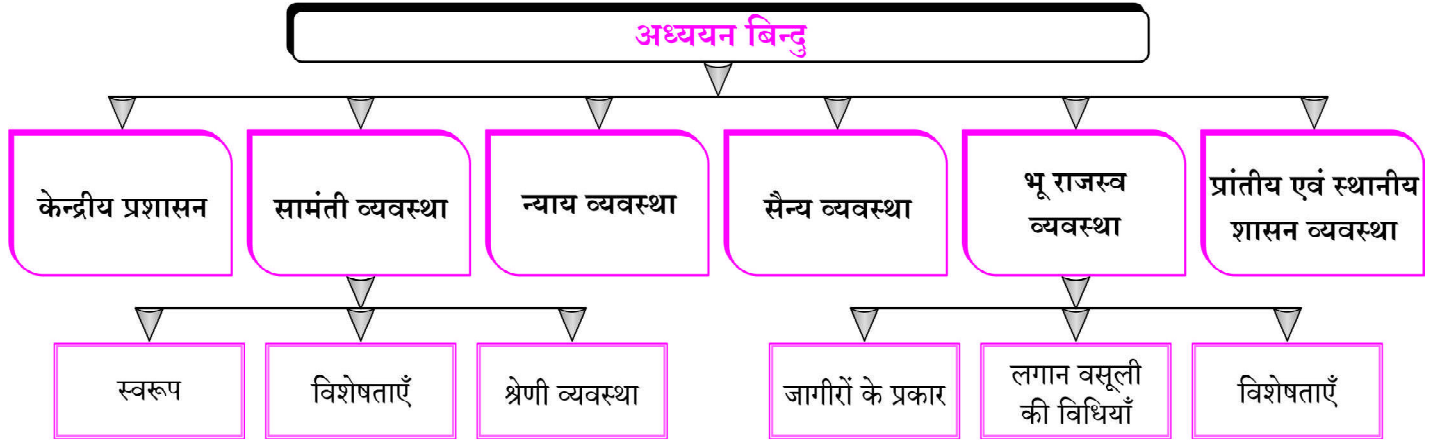 अध्ययन बिन्दु
केन्द्रीय प्रशासन
सामंती व्यवस्था
न्याय व्यवस्था
सैन्य व्यवस्था
भू राजस्व
व्यवस्था
प्रांतीय एवं स्थानीय
शासन व्यवस्था
स्वरूप
विशेषताएँ
श्रेणी व्यवस्था
जागीरों के प्रकार
लगान वसूली
की विधियाँ
विशेषताएँ